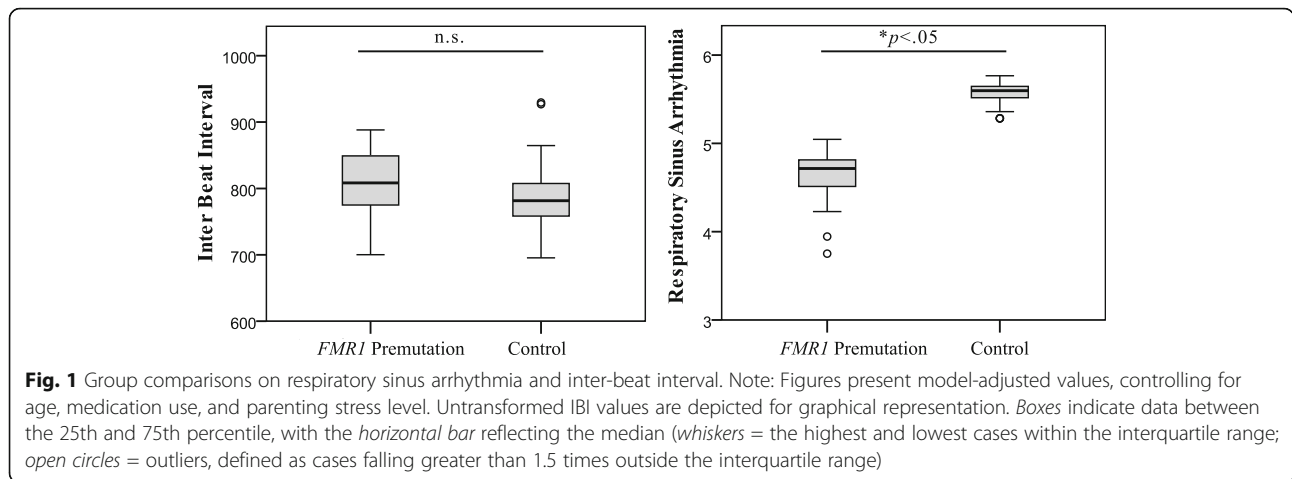 n.s.
1000
900
800
700
600
Inter Beat Interval
FMR1 Premutation Control
*p<.05
6
5
4
3
Respiratory Sinus Arrhythmia
FMR1 Premutation Control
Fig. 1 Group comparisons on respiratory sinus arrhythmia and inter-beat interval. Note: Figures present model-adjusted values, controlling for
age, medication use, and parenting stress level. Untransformed IBI values are depicted for graphical representation. Boxes indicate data between
the 25th and 75th percentile, with the horizontal bar reflecting the median (whiskers = the highest and lowest cases within the interquartile range;
open circles = outliers, defined as cases falling greater than 1.5 times outside the interquartile range)